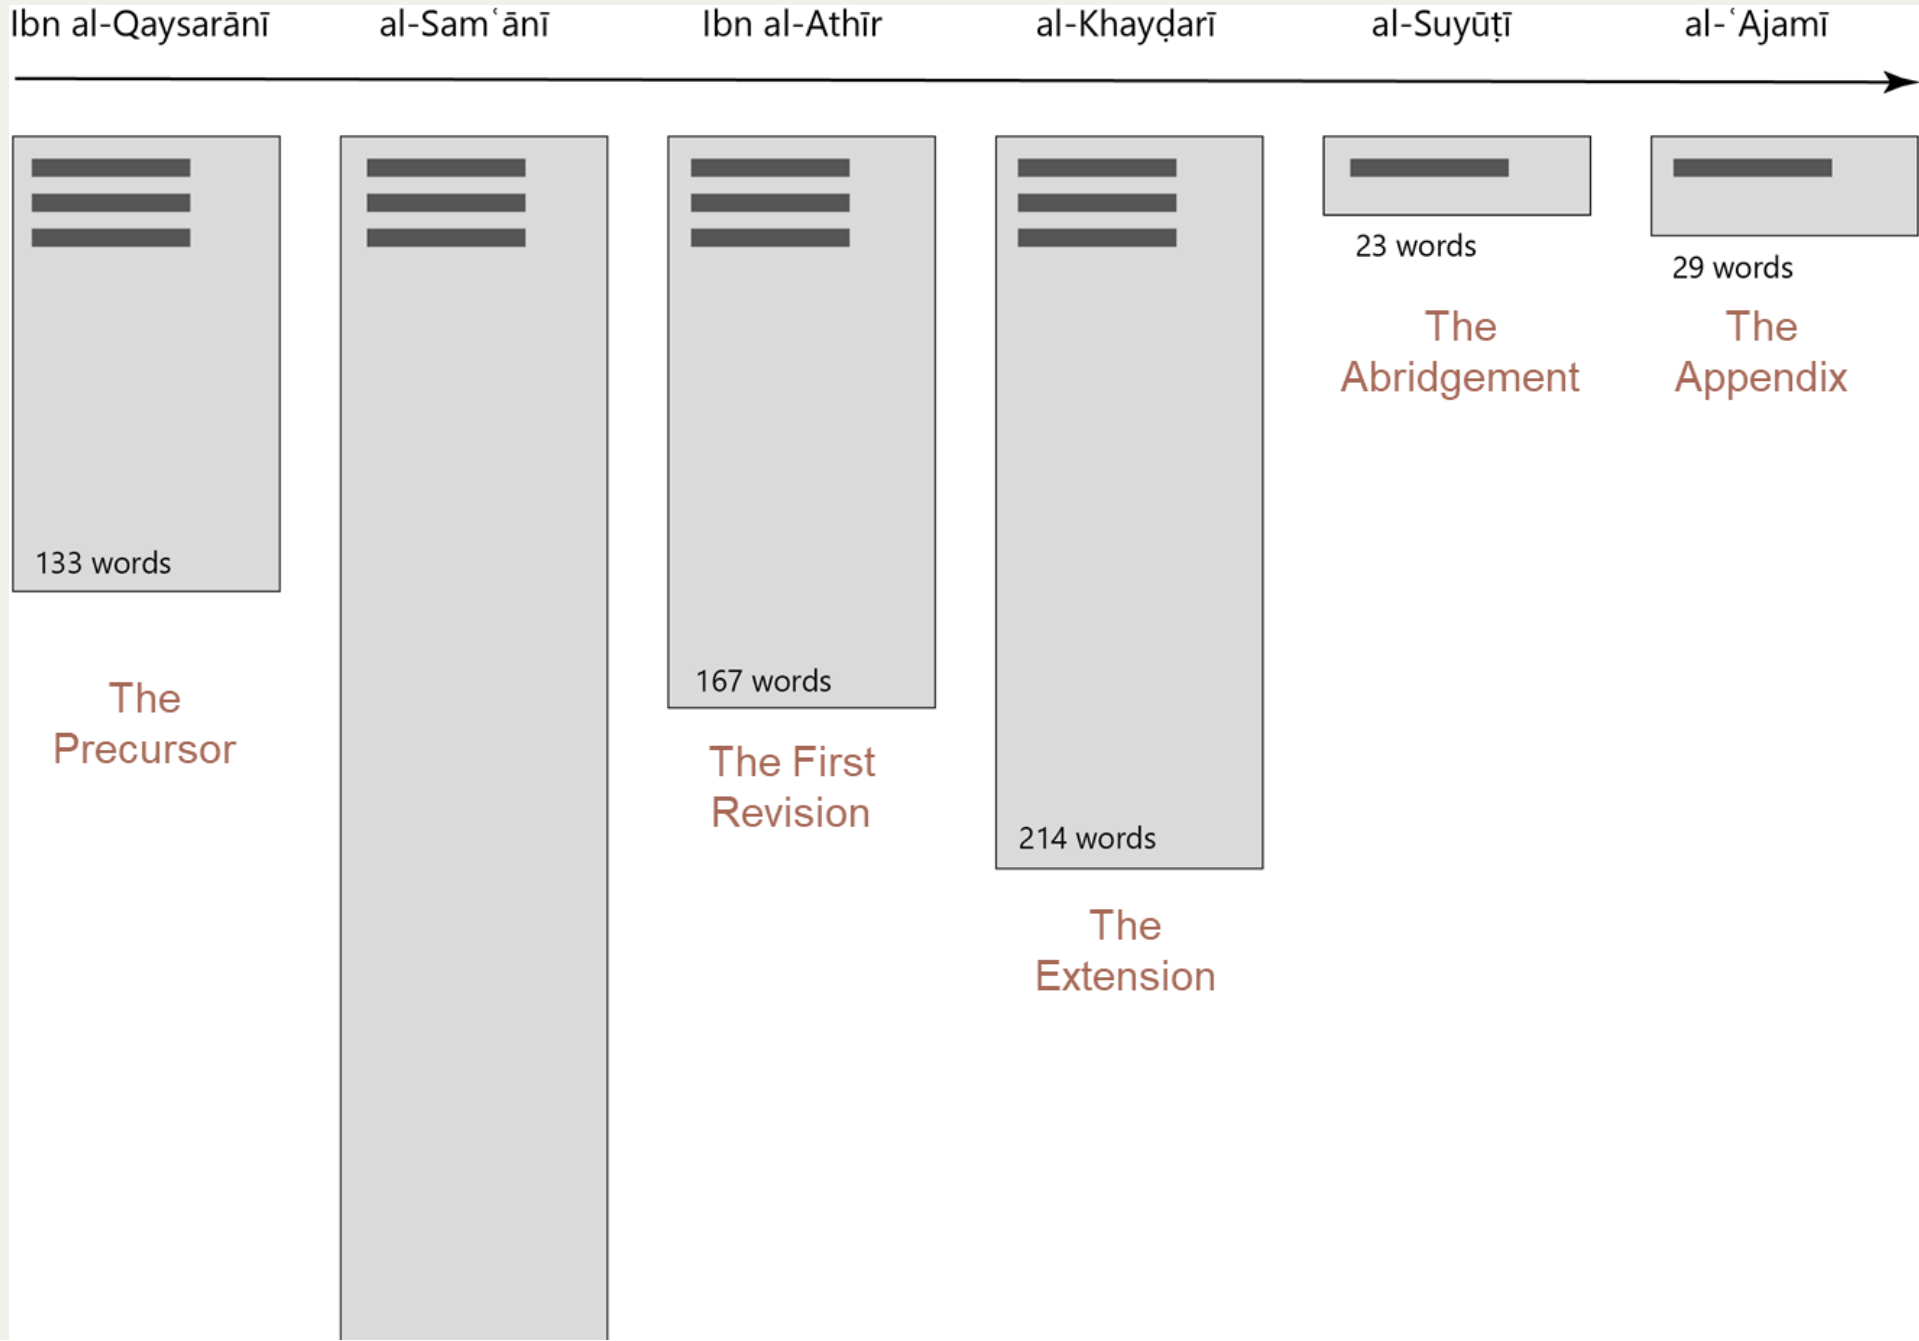 Ibn al-Qaysarānī
al-Samʿānī
Ibn al-Athīr
al-Khayḍarī
al-Suyūṭī
al-ʿAjamī
133 words
The
Precursor
167 words
The First
Revision
214 words
The
Extension
23 words
The
Abridgement
29 words
The
Appendix